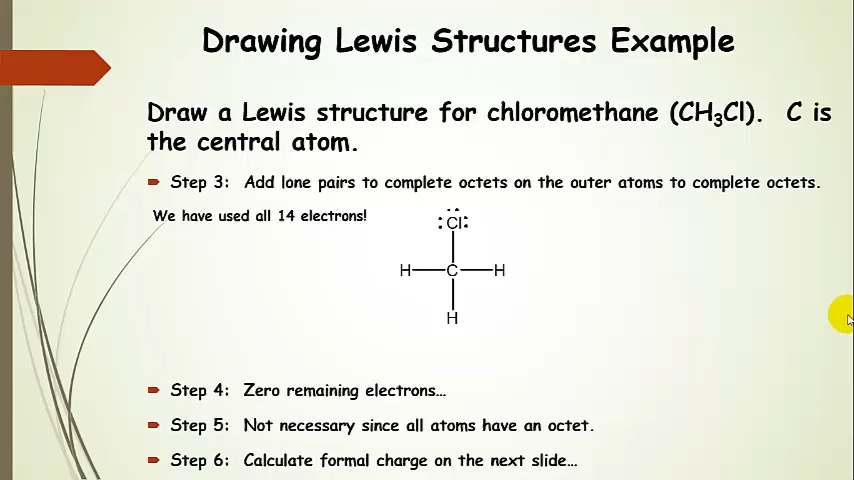 Drawing Lewis Structures Example
Draw a Lewis structure for chloromethane (CH₃Cl). C is
the central atom.
Step 3: Add lone pairs to complete octets on the outer atoms to complete octets.
We have used all 14 electrons!
Cl
H C H
H
Step 4: Zero remaining electrons...
Step 5: Not necessary since all atoms have an octet.
Step 6: Calculate formal charge on the next slide...